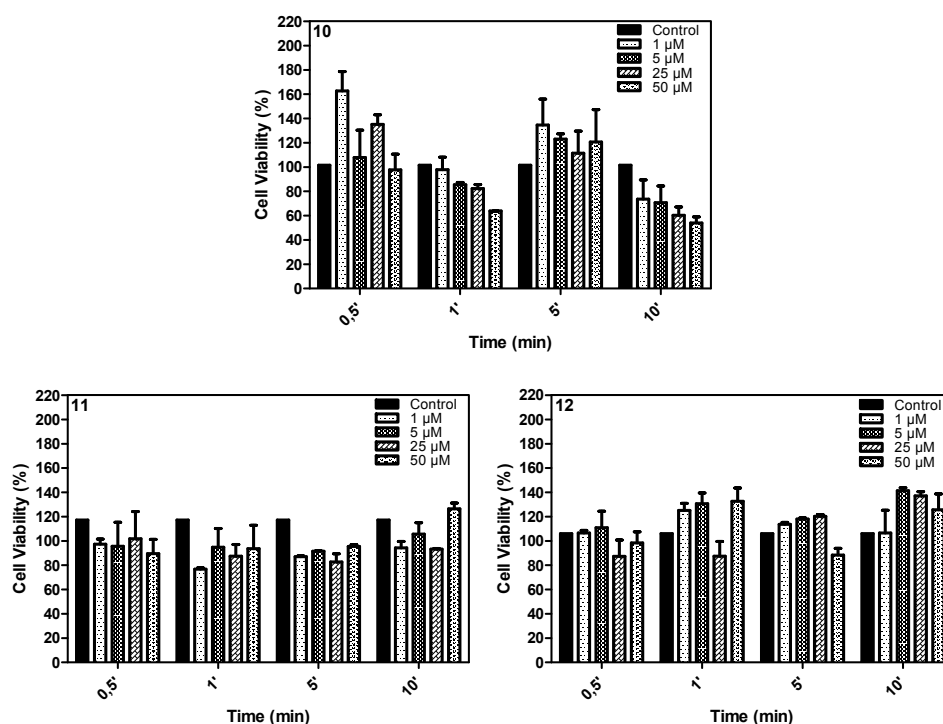 10
Control
1 µM
5 µM
25 µM
50 µM
Cell Viability (%)
220
200
180
160
140
120
100
80
60
40
20
0
0,5'
1'
5'
10'
Time (min)
11
Control
1 µM
5 µM
25 µM
50 µM
Cell Viability (%)
220
200
180
160
140
120
100
80
60
40
20
0
0,5'
1'
5'
10'
Time (min)
12
Control
1 µM
5 µM
25 µM
50 µM
Cell Viability (%)
220
200
180
160
140
120
100
80
60
40
20
0
0,5'
1'
5'
10'
Time (min)